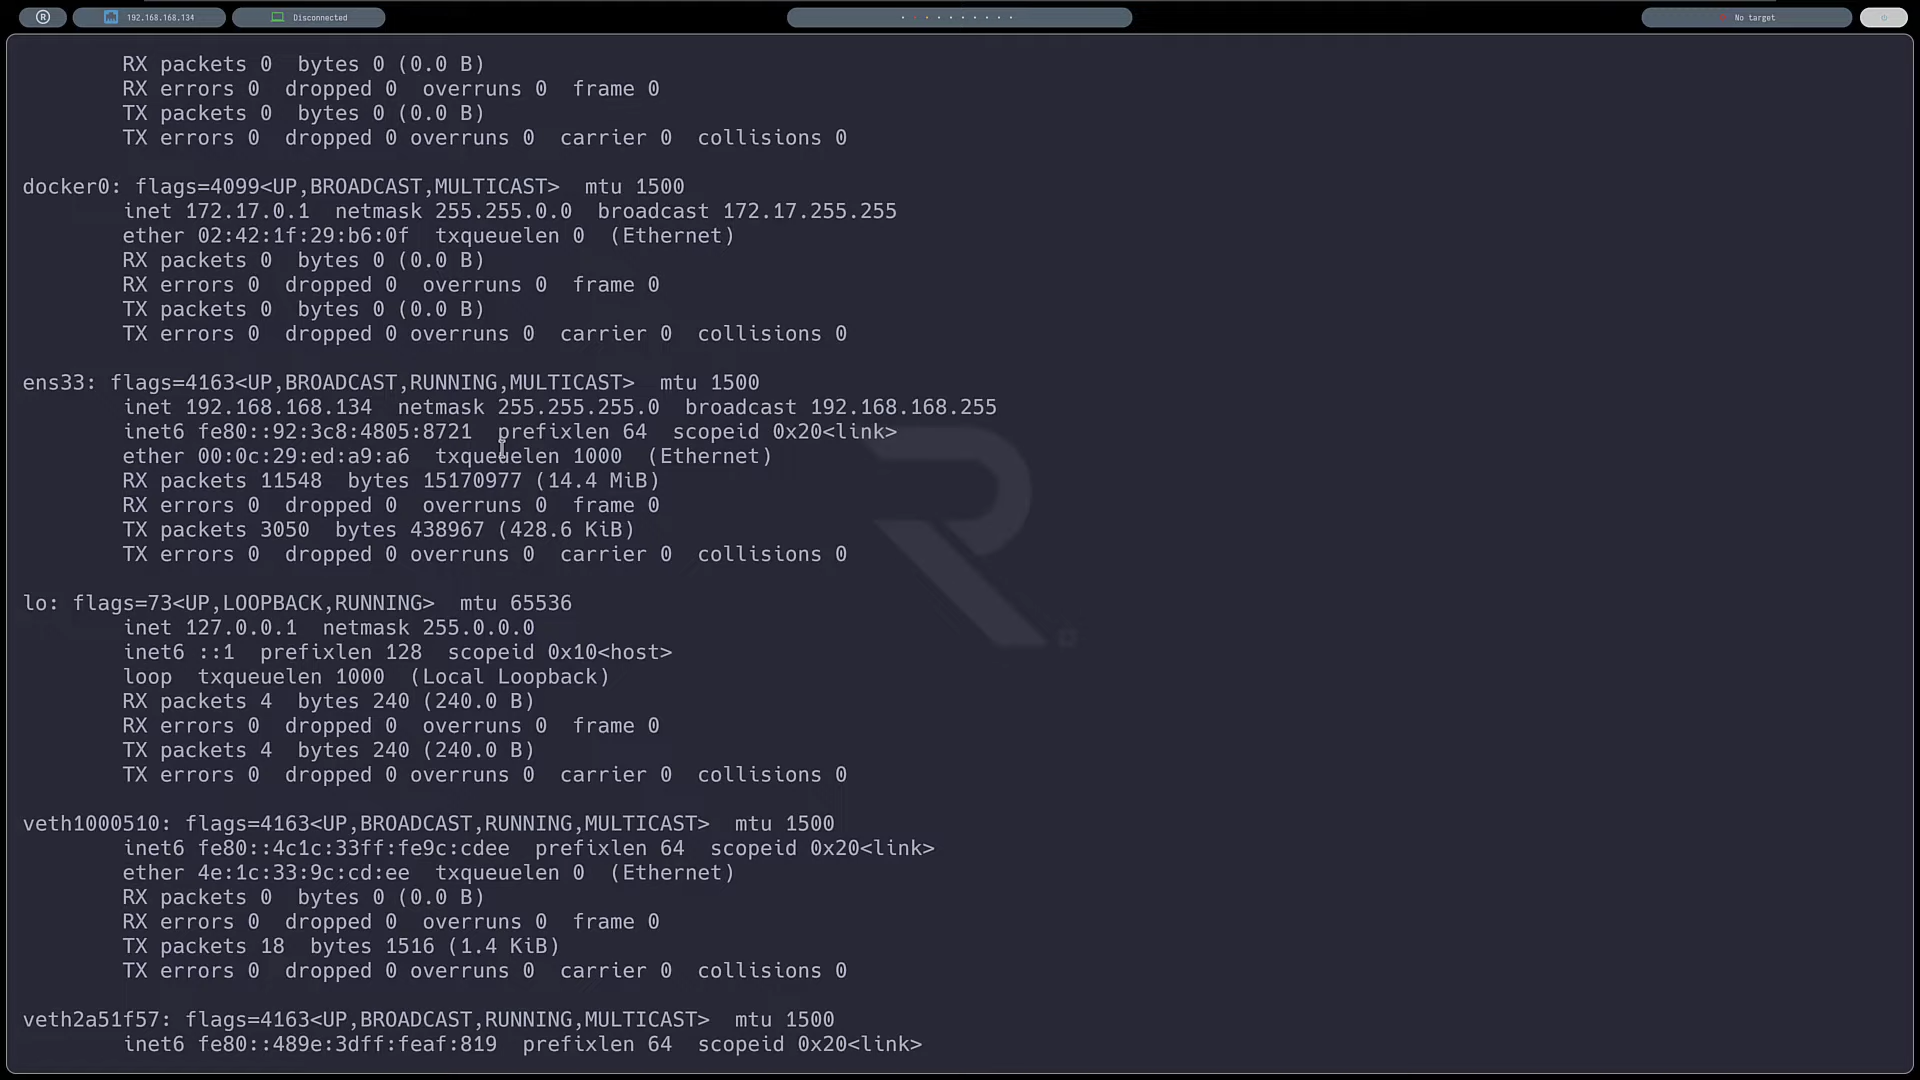 192.168.168.134
Disconnected
No target
RX packets 0  bytes 0 (0.0 B)
RX errors 0  dropped 0  overruns 0  frame 0
TX packets 0  bytes 0 (0.0 B)
TX errors 0  dropped 0 overruns 0  carrier 0  collisions 0
docker0: flags=4099<UP,BROADCAST,MULTICAST>  mtu 1500
inet 172.17.0.1  netmask 255.255.0.0  broadcast 172.17.255.255
ether 02:42:1f:29:b6:0f  txqueuelen 0  (Ethernet)
RX packets 0  bytes 0 (0.0 B)
RX errors 0  dropped 0  overruns 0  frame 0
TX packets 0  bytes 0 (0.0 B)
TX errors 0  dropped 0 overruns 0  carrier 0  collisions 0
ens33: flags=4163<UP,BROADCAST,RUNNING,MULTICAST>  mtu 1500
inet 192.168.168.134  netmask 255.255.255.0  broadcast 192.168.168.255
inet6 fe80::92:3c8:4805:8721  prefixlen 64  scopeid 0x20<link>
ether 00:0c:29:ed:a9:a6  txqueuelen 1000  (Ethernet)
RX packets 11548  bytes 15170977 (14.4 MiB)
RX errors 0  dropped 0  overruns 0  frame 0
TX packets 3050  bytes 438967 (428.6 KiB)
TX errors 0  dropped 0 overruns 0  carrier 0  collisions 0
lo: flags=73<UP,LOOPBACK,RUNNING>  mtu 65536
inet 127.0.0.1  netmask 255.0.0.0
inet6 ::1  prefixlen 128  scopeid 0x10<host>
loop  txqueuelen 1000  (Local Loopback)
RX packets 4  bytes 240 (240.0 B)
RX errors 0  dropped 0  overruns 0  frame 0
TX packets 4  bytes 240 (240.0 B)
TX errors 0  dropped 0 overruns 0  carrier 0  collisions 0
veth1000510: flags=4163<UP,BROADCAST,RUNNING,MULTICAST>  mtu 1500
inet6 fe80::4c1c:33ff:fe9c:cdee  prefixlen 64  scopeid 0x20<link>
ether 4e:1c:33:9c:cd:ee  txqueuelen 0  (Ethernet)
RX packets 0  bytes 0 (0.0 B)
RX errors 0  dropped 0  overruns 0  frame 0
TX packets 18  bytes 1516 (1.4 KiB)
TX errors 0  dropped 0 overruns 0  carrier 0  collisions 0
veth2a51f57: flags=4163<UP,BROADCAST,RUNNING,MULTICAST>  mtu 1500
inet6 fe80::489e:3dff:feaf:819  prefixlen 64  scopeid 0x20<link>